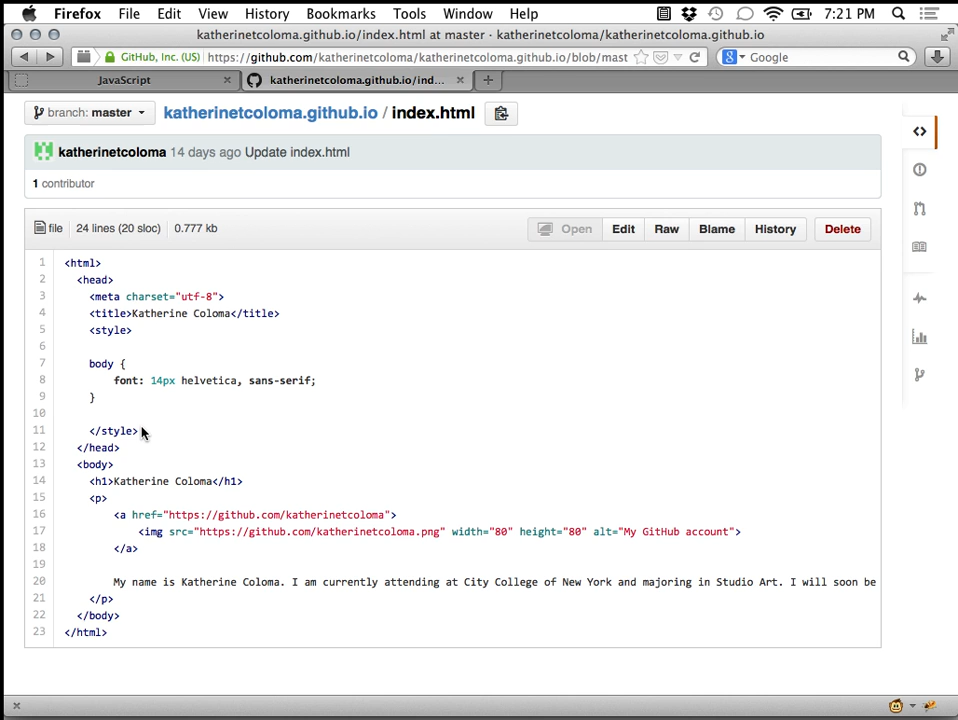 Firefox File Edit View History Bookmarks Tools Window Help 7:21 PM
katherinetcoloma.github.io/index.html at master · katherinetcoloma/katherinetcoloma.github.io
GitHub, Inc. (US) https://github.com/katherinetcoloma/katherinetcoloma.github.io/blob/mast Google
JavaScript katherinetcoloma.github.io/ind...
branch: master katherinetcoloma.github.io / index.html
katherinetcoloma 14 days ago Update index.html
1 contributor
file 24 lines (20 sloc) 0.777 kb Open Edit Raw Blame History Delete
1 <html>
2 <head>
3 <meta charset="utf-8">
4 <title>Katherine Coloma</title>
5 <style>
6
7 body {
8 font: 14px helvetica, sans-serif;
9 }
10
11 </style>
12 </head>
13 <body>
14 <h1>Katherine Coloma</h1>
15 <p>
16 <a href="https://github.com/katherinetcoloma">
17 <img src="https://github.com/katherinetcoloma.png" width="80" height="80" alt="My GitHub account">
18 </a>
19
20 My name is Katherine Coloma. I am currently attending at City College of New York and majoring in Studio Art. I will soon be
21 </p>
22 </body>
23 </html>